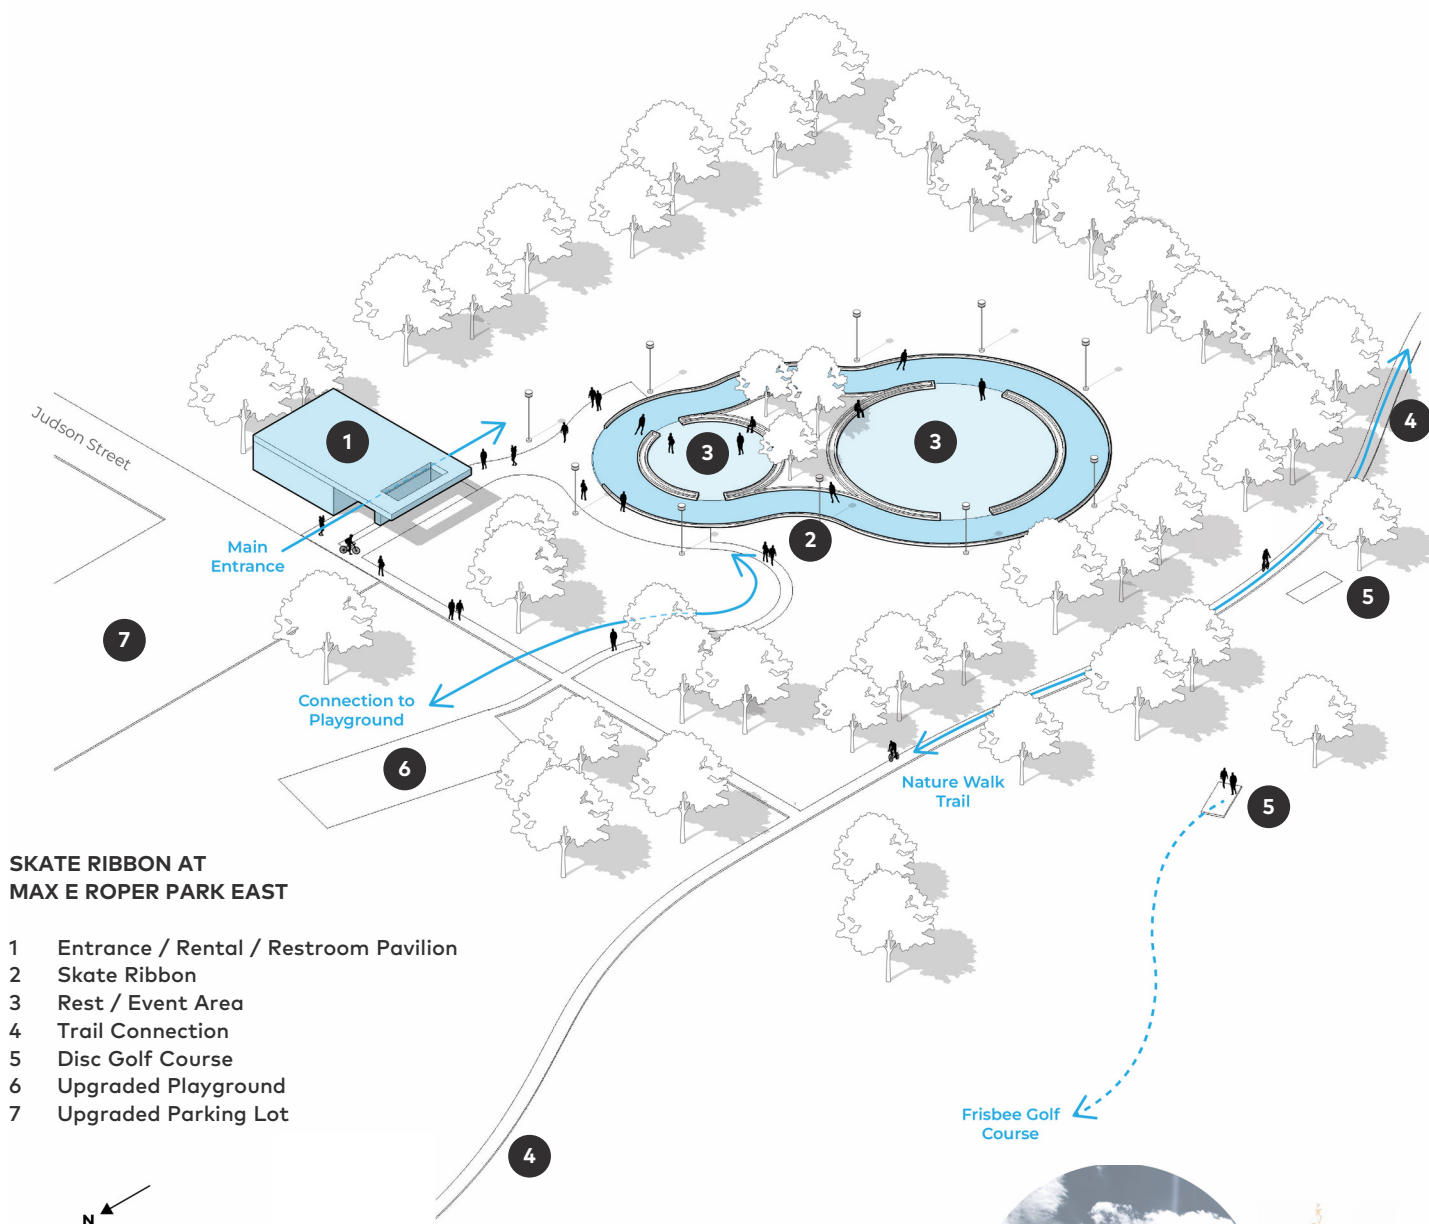 Judson Street
1
3
3
4
2
Main
Entrance
5
7
Connection to
Playground
6
Nature Walk
Trail
5
SKATE RIBBON AT
MAX E ROPER PARK EAST
1 Entrance / Rental / Restroom Pavilion
2 Skate Ribbon
3 Rest / Event Area
4 Trail Connection
5 Disc Golf Course
6 Upgraded Playground
7 Upgraded Parking Lot
Frisbee Golf
Course
4
N